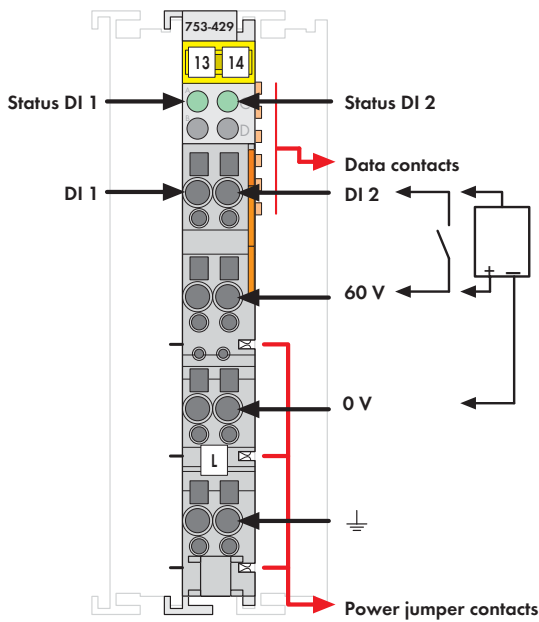 753-429
13 14
A C
Status DI 1
Status DI 2
B D
Data contacts
DI 1
DI 2
+ −
60 V
0 V
L
Power jumper contacts